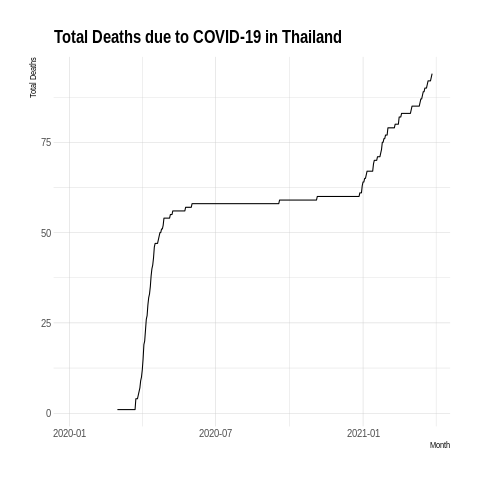 Total Deaths due to COVID-19 in Thailand
Total Deaths
75
50
25
0
2020-01 2020-07 2021-01
Month